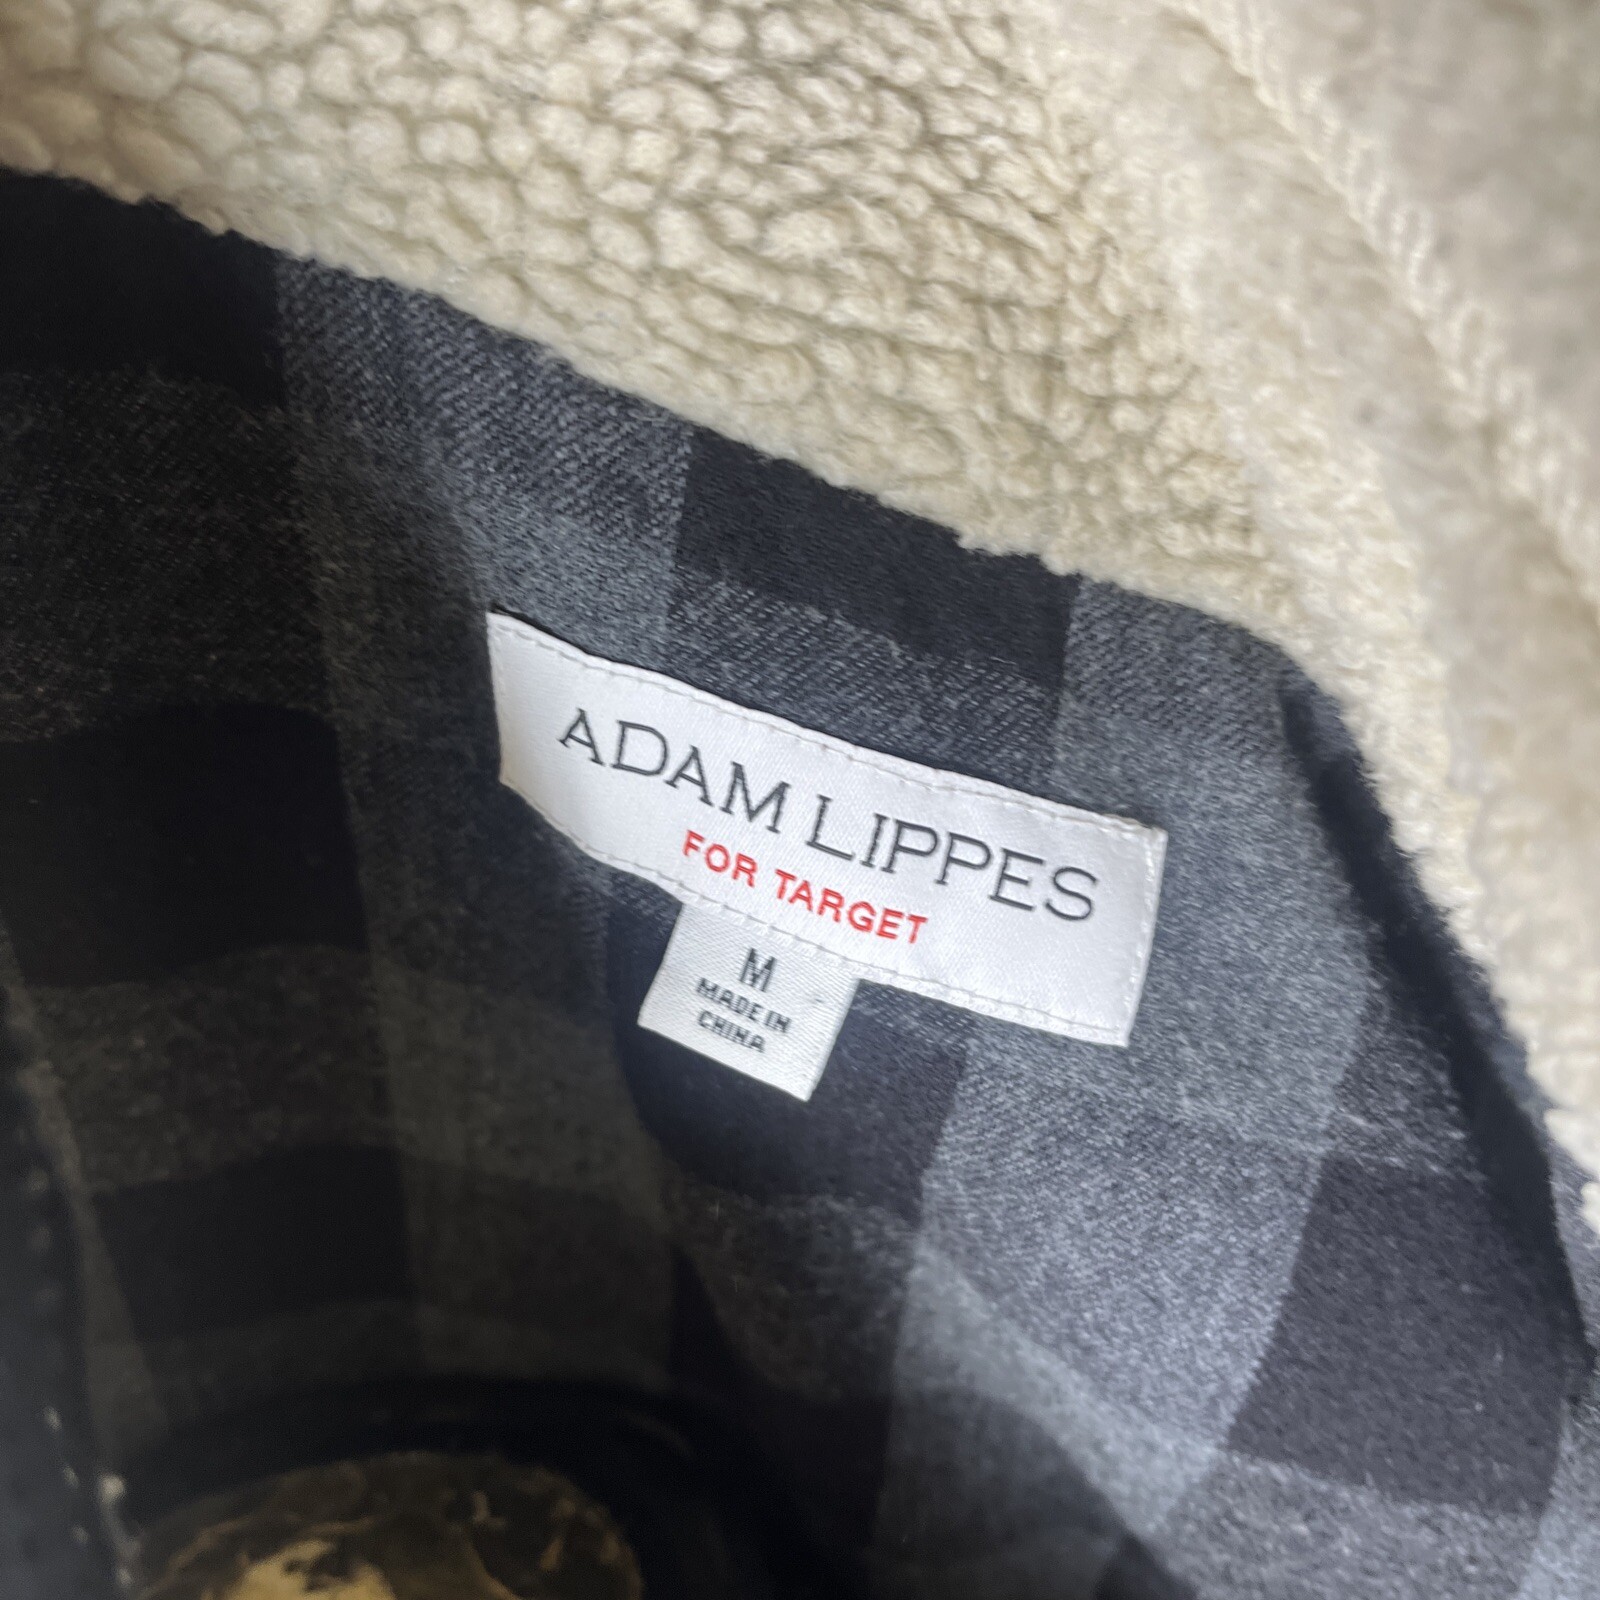 ADAM LIPPES
FOR TARGET
M
MADE IN
CHINA